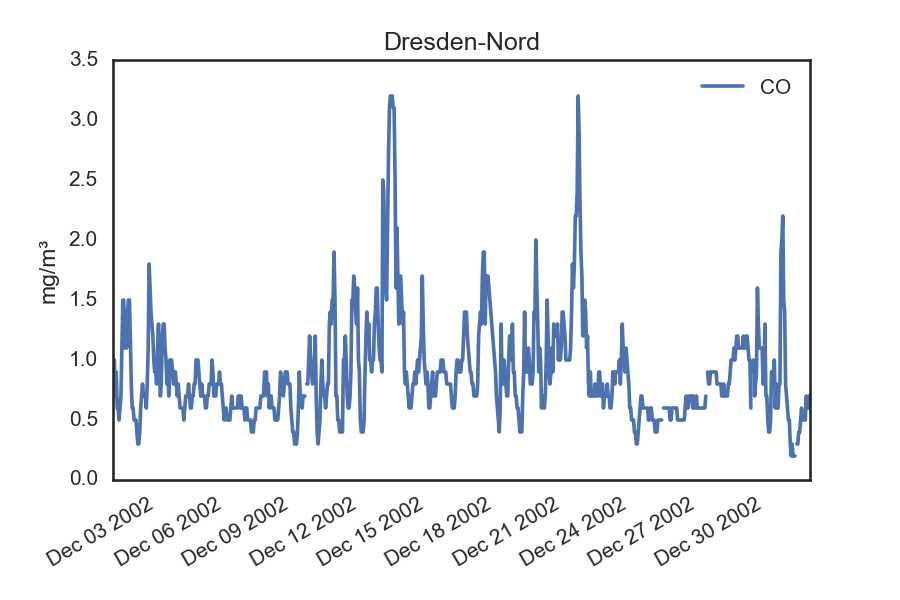 Dresden-Nord
CO
mg/m³
3.5
3.0
2.5
2.0
1.5
1.0
0.5
0.0
Dec 03 2002
Dec 06 2002
Dec 09 2002
Dec 12 2002
Dec 15 2002
Dec 18 2002
Dec 21 2002
Dec 24 2002
Dec 27 2002
Dec 30 2002